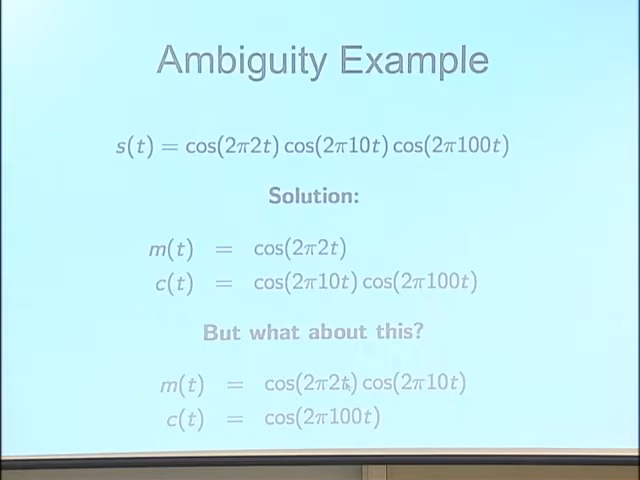 Ambiguity Example
s(t) = cos(2π2t) cos(2π10t) cos(2π100t)
Solution:
m(t) = cos(2π2t)
c(t) = cos(2π10t) cos(2π100t)
But what about this?
m(t) = cos(2π2t) cos(2π10t)
c(t) = cos(2π100t)